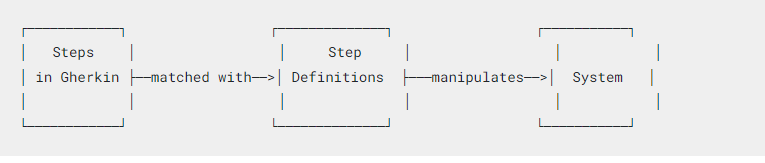 Steps Step
in Gherkin matched with Definitions manipulates System